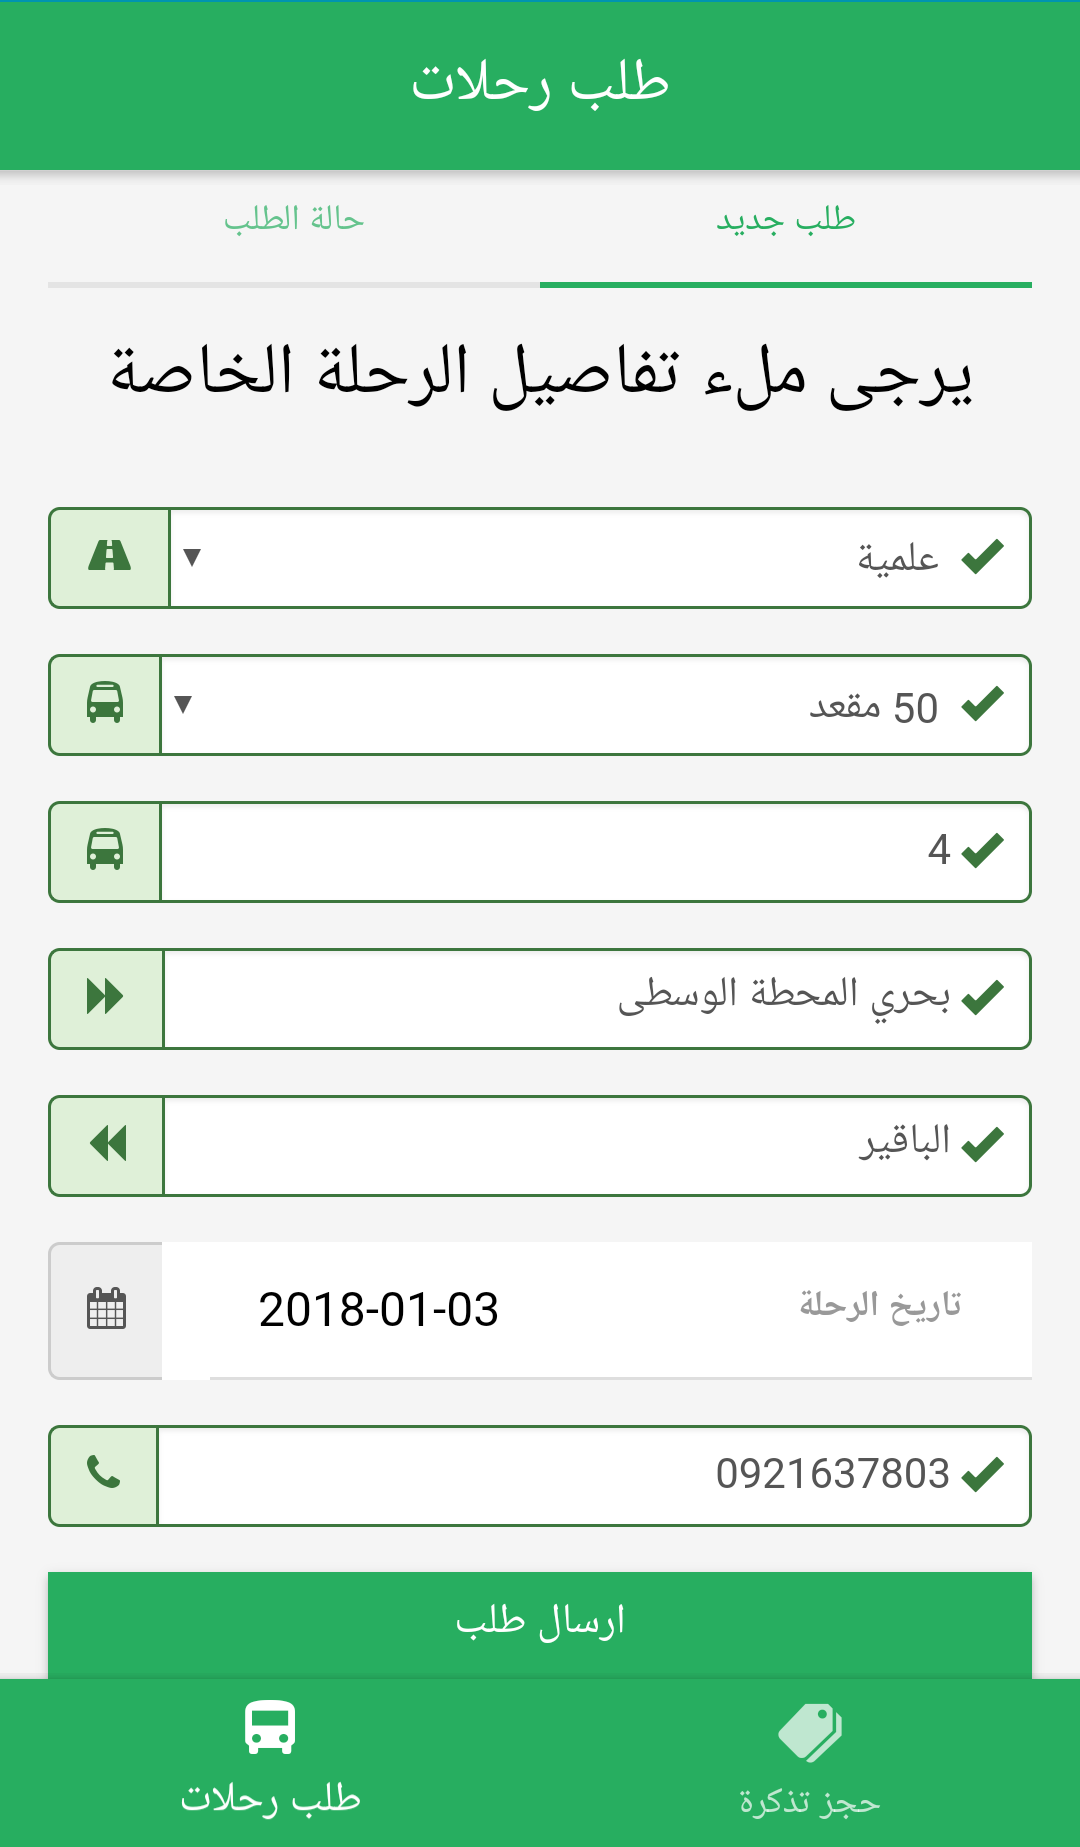 طلب رحلات
طلب جديد
حالة الطلب
يرجى ملء تفاصيل الرحلة الخاصة
علمية
50 مقعد
4
بحري المحطة الوسطى
الباقير
تاريخ الرحلة
2018-01-03
0921637803
ارسال طلب
حجز تذكرة
طلب رحلات